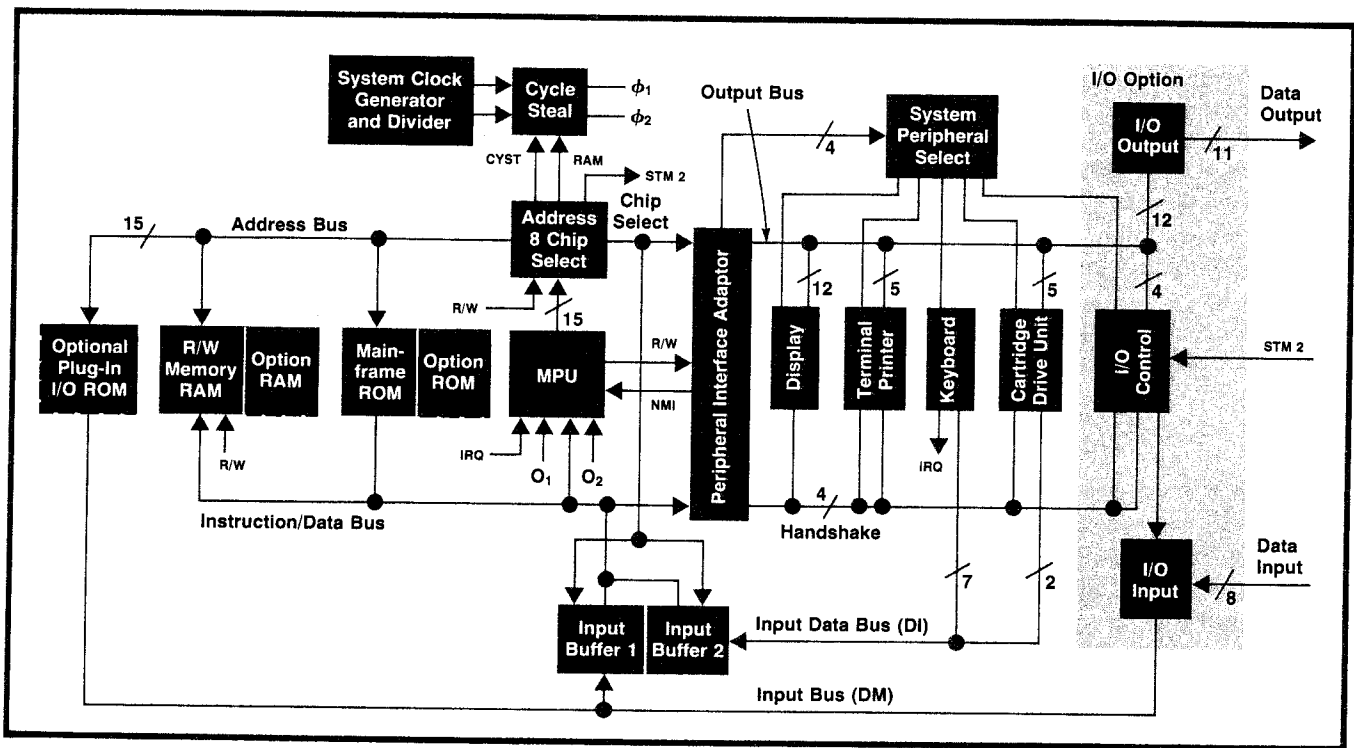 System Clock
Generator
and Divider
Cycle
Steal
ϕ1
ϕ2
CYST
RAM
STM 2
Output Bus
4
System
Peripheral
Select
I/O Option
I/O
Output
Data
Output
11
12
15
Address Bus
Address
8 Chip
Select
Chip
Select
R/W
15
12
5
5
4
Optional
Plug-In
I/O ROM
R/W
Memory
RAM
Option
RAM
Main-
frame
ROM
Option
ROM
MPU
R/W
NMI
Peripheral Interface Adaptor
Display
Terminal
Printer
Keyboard
Cartridge
Drive Unit
I/O
Control
STM 2
R/W
IRQ
O1
O2
IRQ
Instruction/Data Bus
4
Handshake
7
2
I/O
Input
Data
Input
8
Input
Buffer 1
Input
Buffer 2
Input Data Bus (DI)
Input Bus (DM)